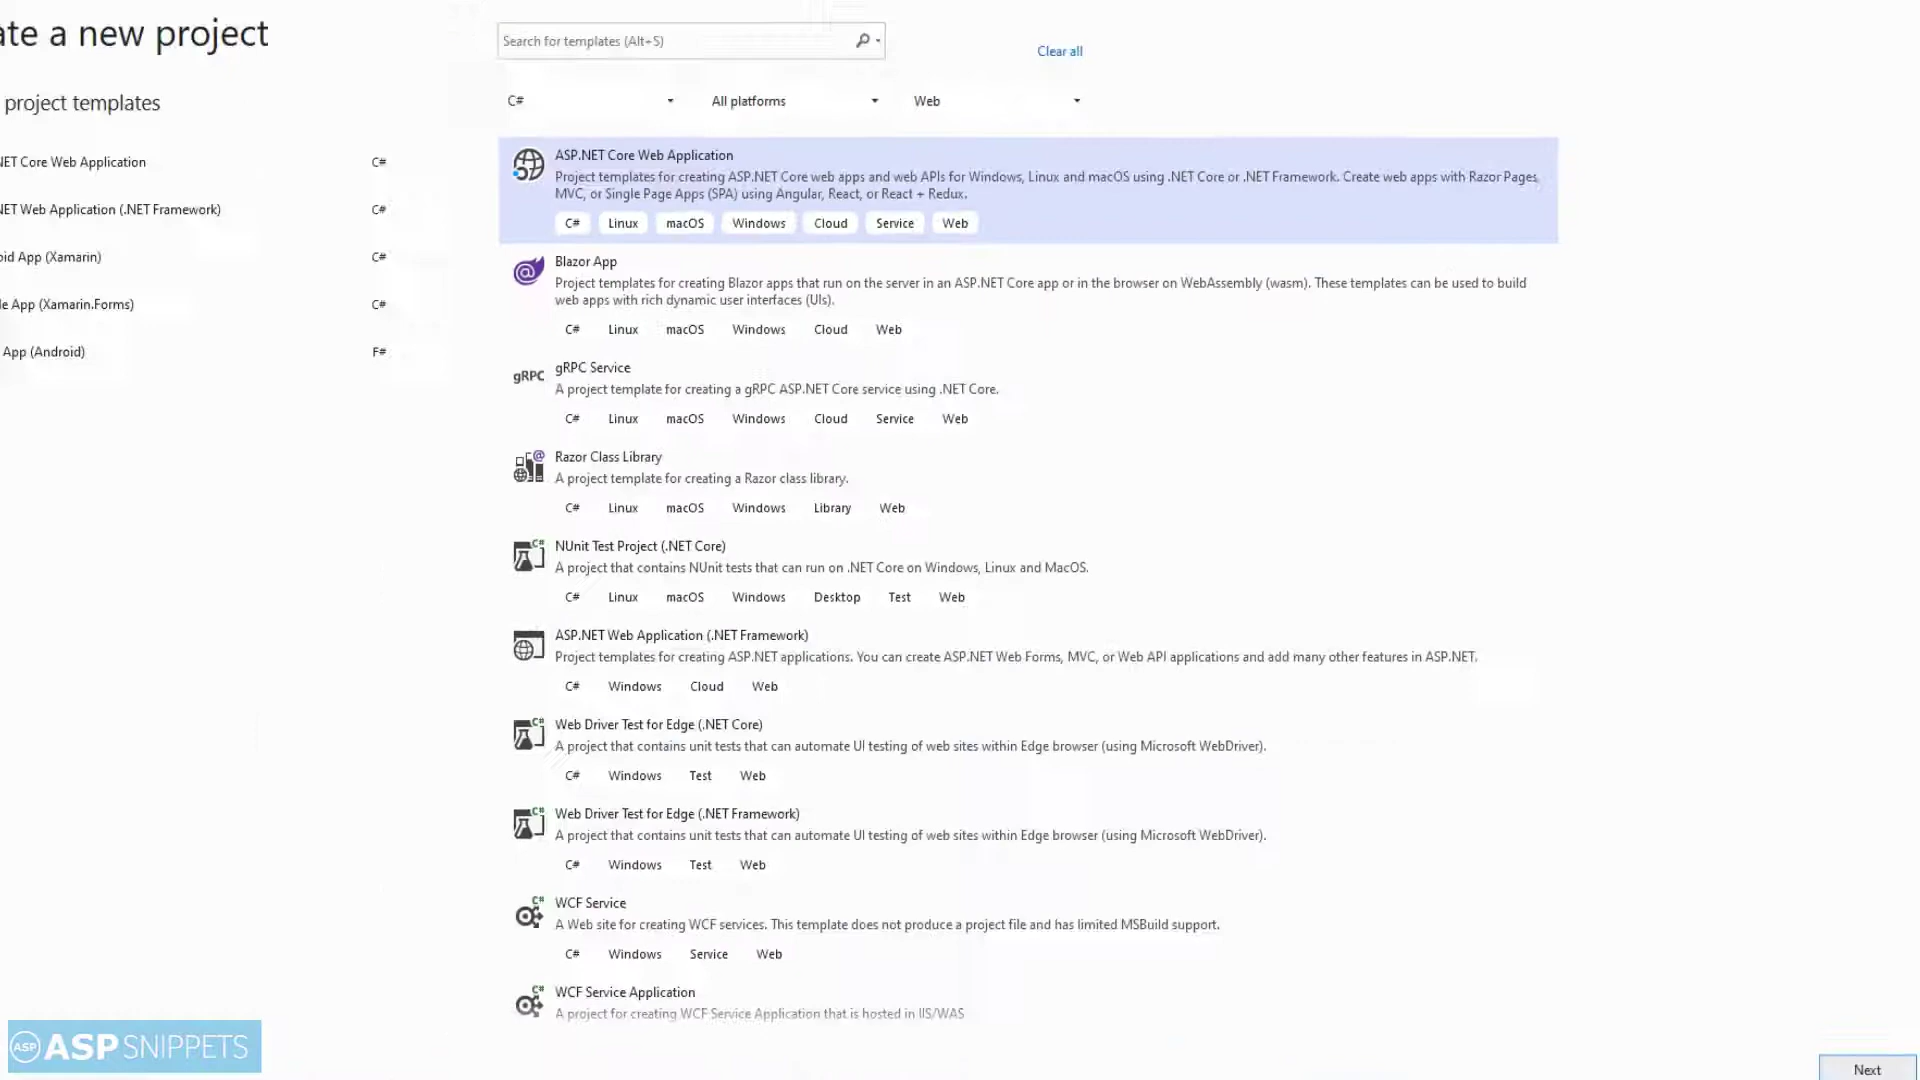 ate a new project
project templates
NET Core Web Application C#
NET Web Application (.NET Framework) C#
oid App (Xamarin) C#
le App (Xamarin.Forms) C#
App (Android) F#
Search for templates (Alt+S)
Clear all
C# All platforms Web
ASP.NET Core Web Application
Project templates for creating ASP.NET Core web apps and web APIs for Windows, Linux and macOS using .NET Core or .NET Framework. Create web apps with Razor Pages,
MVC, or Single Page Apps (SPA) using Angular, React, or React + Redux.
C# Linux macOS Windows Cloud Service Web
Blazor App
Project templates for creating Blazor apps that run on the server in an ASP.NET Core app or in the browser on WebAssembly (wasm). These templates can be used to build
web apps with rich dynamic user interfaces (UIs).
C# Linux macOS Windows Cloud Web
gRPC gRPC Service
A project template for creating a gRPC ASP.NET Core service using .NET Core.
C# Linux macOS Windows Cloud Service Web
Razor Class Library
A project template for creating a Razor class library.
C# Linux macOS Windows Library Web
NUnit Test Project (.NET Core)
A project that contains NUnit tests that can run on .NET Core on Windows, Linux and MacOS.
C# Linux macOS Windows Desktop Test Web
ASP.NET Web Application (.NET Framework)
Project templates for creating ASP.NET applications. You can create ASP.NET Web Forms, MVC, or Web API applications and add many other features in ASP.NET.
C# Windows Cloud Web
Web Driver Test for Edge (.NET Core)
A project that contains unit tests that can automate UI testing of web sites within Edge browser (using Microsoft WebDriver).
C# Windows Test Web
Web Driver Test for Edge (.NET Framework)
A project that contains unit tests that can automate UI testing of web sites within Edge browser (using Microsoft WebDriver).
C# Windows Test Web
WCF Service
A Web site for creating WCF services. This template does not produce a project file and has limited MSBuild support.
C# Windows Service Web
WCF Service Application
A project for creating WCF Service Application that is hosted in IIS/WAS
ASP ASP SNIPPETS
Next